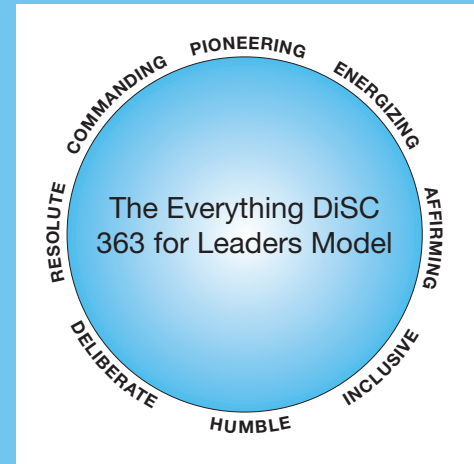 PIONEERING
ENERGIZING
AFFIRMING
INCLUSIVE
HUMBLE
DELIBERATE
RESOLUTE
COMMANDING
The Everything DiSC
363 for Leaders Model